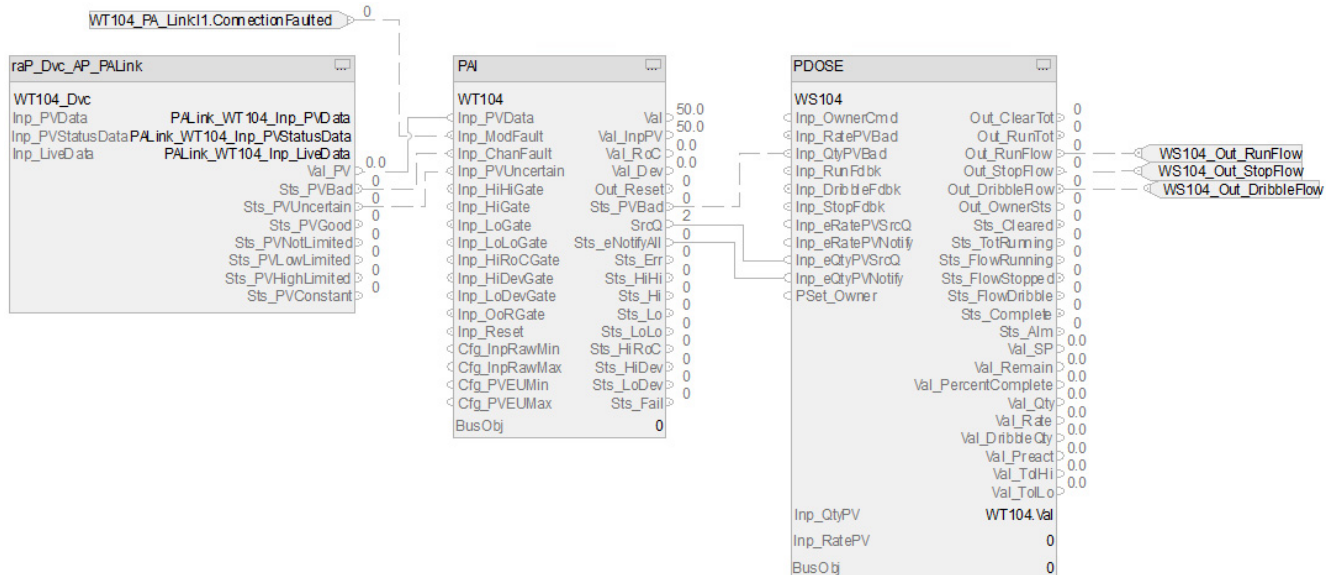 WT104_PA_Link:I1.ConnectionFaulted 0
raP_Dvc_AP_PALink ...
WT104_Dvc
Inp_PVData PALink_WT104_Inp_PVData
Inp_PVStatusData PALink_WT104_Inp_PVStatusData
Inp_LiveData PALink_WT104_Inp_LiveData
Val_PV 0.0
Sts_PVBad 0
Sts_PVUncertain 0
Sts_PVGood 0
Sts_PVNotLimited 0
Sts_PVLowLimited 0
Sts_PVHighLimited 0
Sts_PVConstant 0
PAI ...
WT104
Inp_PVData Val 50.0
Inp_ModFault Val_InpPV 50.0
Inp_ChanFault Val_RoC 0.0
Inp_PVUncertain Val_Dev 0.0
Inp_HiHiGate Out_Reset 0
Inp_HiGate Sts_PVBad 0
Inp_LoGate SrcQ 2
Inp_LoLoGate Sts_eNotifyAll 0
Inp_HiRoCGate Sts_Err 0
Inp_HiDevGate Sts_HiHi 0
Inp_LoDevGate Sts_Hi 0
Inp_OoRGate Sts_Lo 0
Inp_Reset Sts_LoLo 0
Cfg_InpRawMin Sts_HiRoC 0
Cfg_InpRawMax Sts_HiDev 0
Cfg_PVEUMin Sts_LoDev 0
Cfg_PVEUMax Sts_Fail 0
BusObj 0
PDOSE ...
WS104
Inp_OwnerCmd Out_ClearTot 0
Inp_RatePVBad Out_RunTot 0
Inp_QtyPVBad Out_RunFlow 0
Inp_RunFdbk Out_StopFlow 0
Inp_DribbleFdbk Out_DribbleFlow 0
Inp_StopFdbk Out_OwnerSts 0
Inp_eRatePVSrcQ Sts_Cleared 0
Inp_eRatePVNotify Sts_TotRunning 0
Inp_eQtyPVSrcQ Sts_FlowRunning 0
Inp_eQtyPVNotify Sts_FlowStopped 0
PSet_Owner Sts_FlowDribble 0
Sts_Complete 0
Sts_Alm 0
Val_SP 0.0
Val_Remain 0.0
Val_PercentComplete 0.0
Val_Qty 0.0
Val_Rate 0.0
Val_DribbleQty 0.0
Val_Preact 0.0
Val_TolHi 0.0
Val_TolLo 0.0
Inp_QtyPV WT104.Val
Inp_RatePV 0
BusObj 0
WS104_Out_RunFlow
WS104_Out_StopFlow
WS104_Out_DribbleFlow